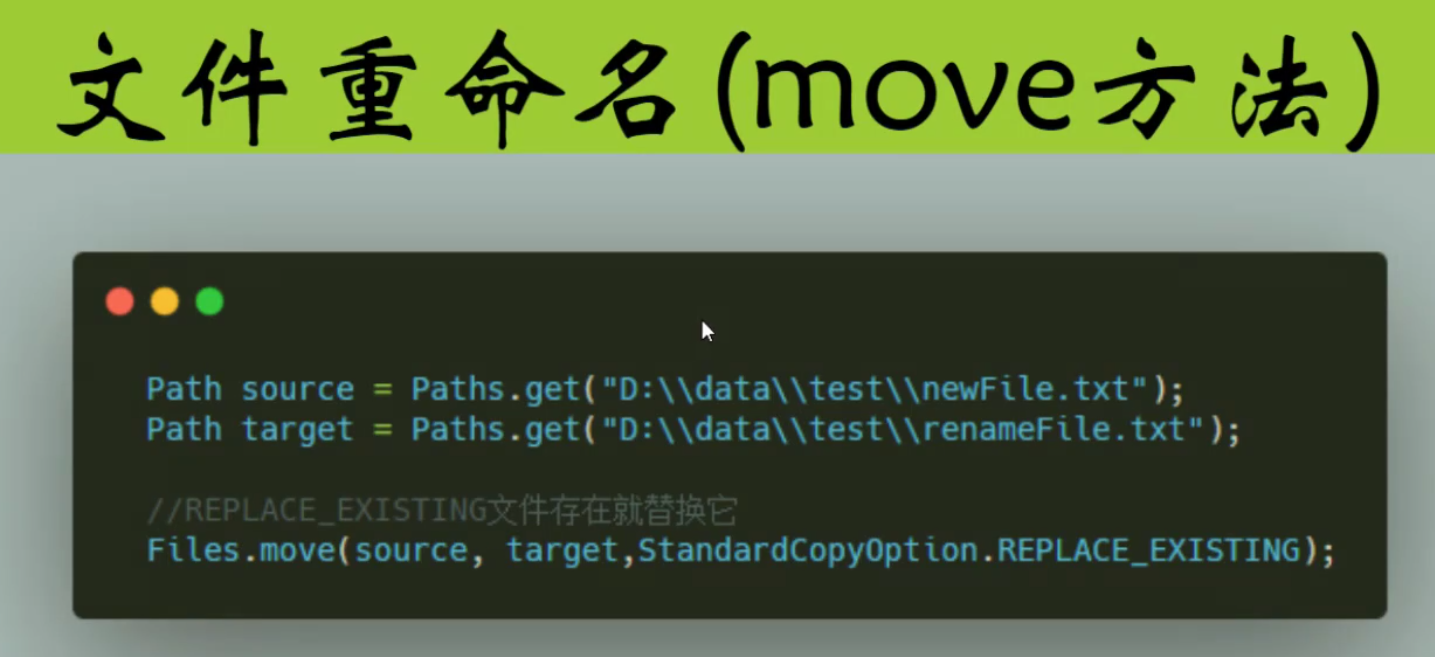 文件重命名(move方法)
Path source = Paths.get("D:\\data\\test\\newFile.txt");
Path target = Paths.get("D:\\data\\test\\renameFile.txt");
//REPLACE_EXISTING文件存在就替换它
Files.move(source, target,StandardCopyOption.REPLACE_EXISTING);